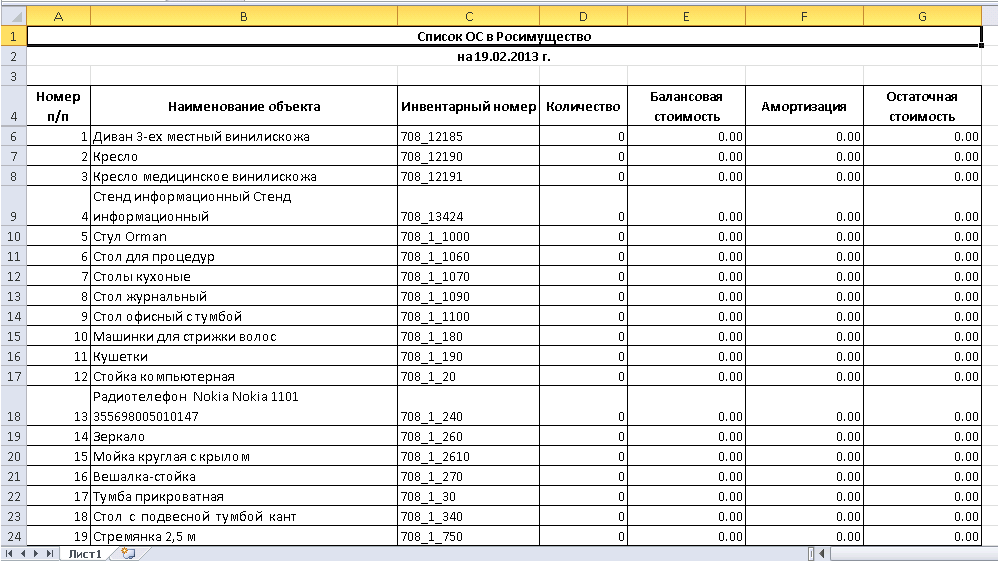 A B C D E F G
1 Список ОС в Росимущество
2 на 19.02.2013 г.
3
4 Номер п/п Наименование объекта Инвентарный номер Количество Балансовая стоимость Амортизация Остаточная стоимость
6 1 Диван 3-ех местный винилискожа 708_12185 0 0.00 0.00 0.00
7 2 Кресло 708_12190 0 0.00 0.00 0.00
8 3 Кресло медицинское винилискожа 708_12191 0 0.00 0.00 0.00
Стенд информационный Стенд
9 4 информационный 708_13424 0 0.00 0.00 0.00
10 5 Стул Orman 708_1_1000 0 0.00 0.00 0.00
11 6 Стол для процедур 708_1_1060 0 0.00 0.00 0.00
12 7 Столы кухоные 708_1_1070 0 0.00 0.00 0.00
13 8 Стол журнальный 708_1_1090 0 0.00 0.00 0.00
14 9 Стол офисный с тумбой 708_1_1100 0 0.00 0.00 0.00
15 10 Машинки для стрижки волос 708_1_180 0 0.00 0.00 0.00
16 11 Кушетки 708_1_190 0 0.00 0.00 0.00
17 12 Стойка компьютерная 708_1_20 0 0.00 0.00 0.00
Радиотелефон Nokia Nokia 1101
18 13 355698005010147 708_1_240 0 0.00 0.00 0.00
19 14 Зеркало 708_1_260 0 0.00 0.00 0.00
20 15 Мойка круглая с крылом 708_1_2610 0 0.00 0.00 0.00
21 16 Вешалка-стойка 708_1_270 0 0.00 0.00 0.00
22 17 Тумба прикроватная 708_1_30 0 0.00 0.00 0.00
23 18 Стол с подвесной тумбой кант 708_1_340 0 0.00 0.00 0.00
24 19 Стремянка 2,5 м 708_1_750 0 0.00 0.00 0.00
Лист1